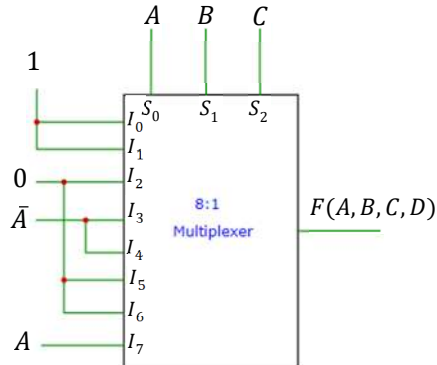 A B C
1
S₀ S₁ S₂
I₀
I₁
0 I₂
Ā I₃
I₄
I₅
I₆
A I₇
8:1
Multiplexer
F(A, B, C, D)